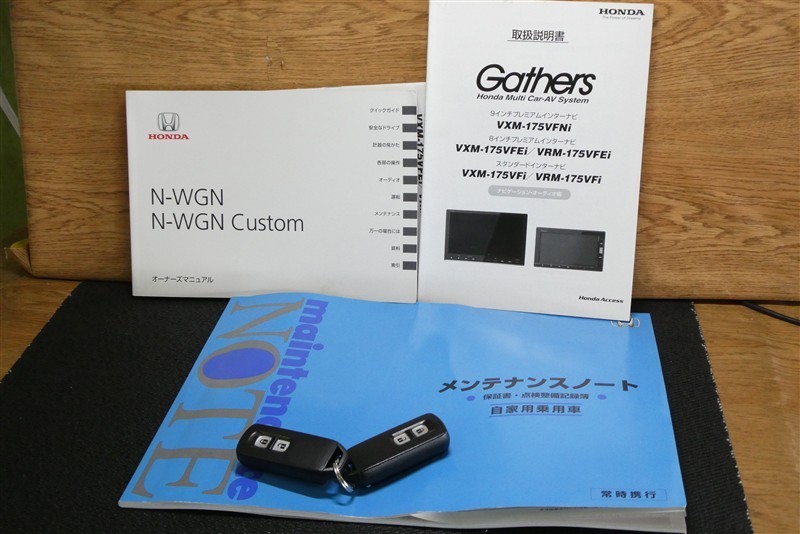 HONDA
The Power of Dreams
取扱説明書
Gathers
Honda Multi Car-AV System
9インチプレミアムインターナビ
VXM-175VFNi
8インチプレミアムインターナビ
VXM-175VFEi／VRM-175VFEi
スタンダードインターナビ
VXM-175VFi／VRM-175VFi
ナビゲーション・オーディオ編
Honda Access
HONDA
N-WGN
N-WGN Custom
オーナーズマニュアル
クイックガイド
安全なドライブ
計器の見かた
各部の操作
オーディオ
運転
メンテナンス
万一の場合には
資料
索引
VXM-175VFEi
maintenance
NOTE
メンテナンスノート
保証書・点検整備記録簿
自家用乗用車
常時携行